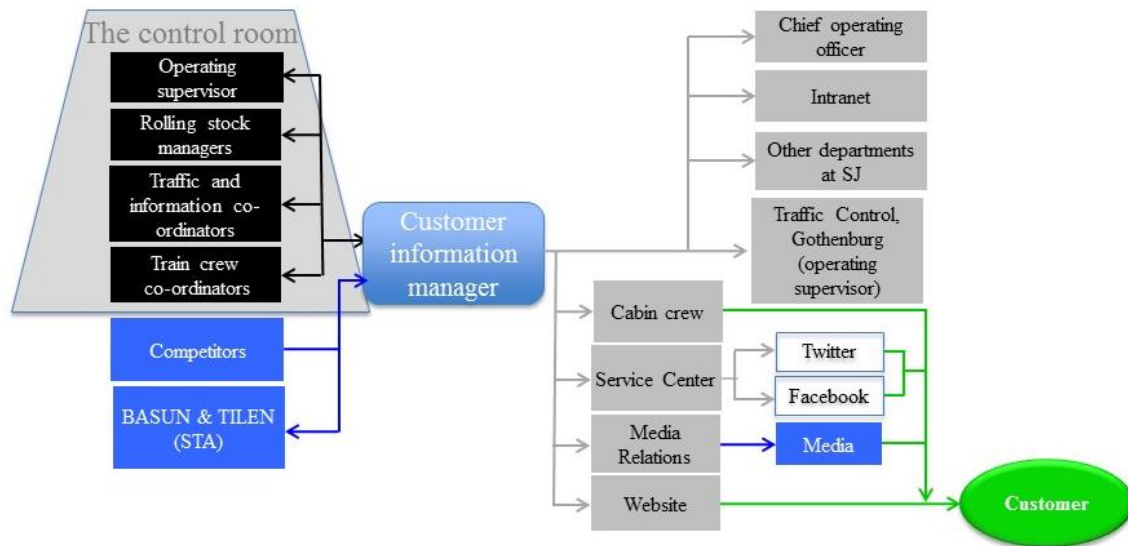 The control room
Operating
supervisor
Rolling stock
managers
Traffic and
information co-
ordinators
Train crew
co-ordinators
Competitors
BASUN & TILEN
(STA)
Customer
information
manager
Chief operating
officer
Intranet
Other departments
at SJ
Traffic Control,
Gothenburg
(operating
supervisor)
Cabin crew
Service Center
Twitter
Facebook
Media
Relations
Media
Website
Customer